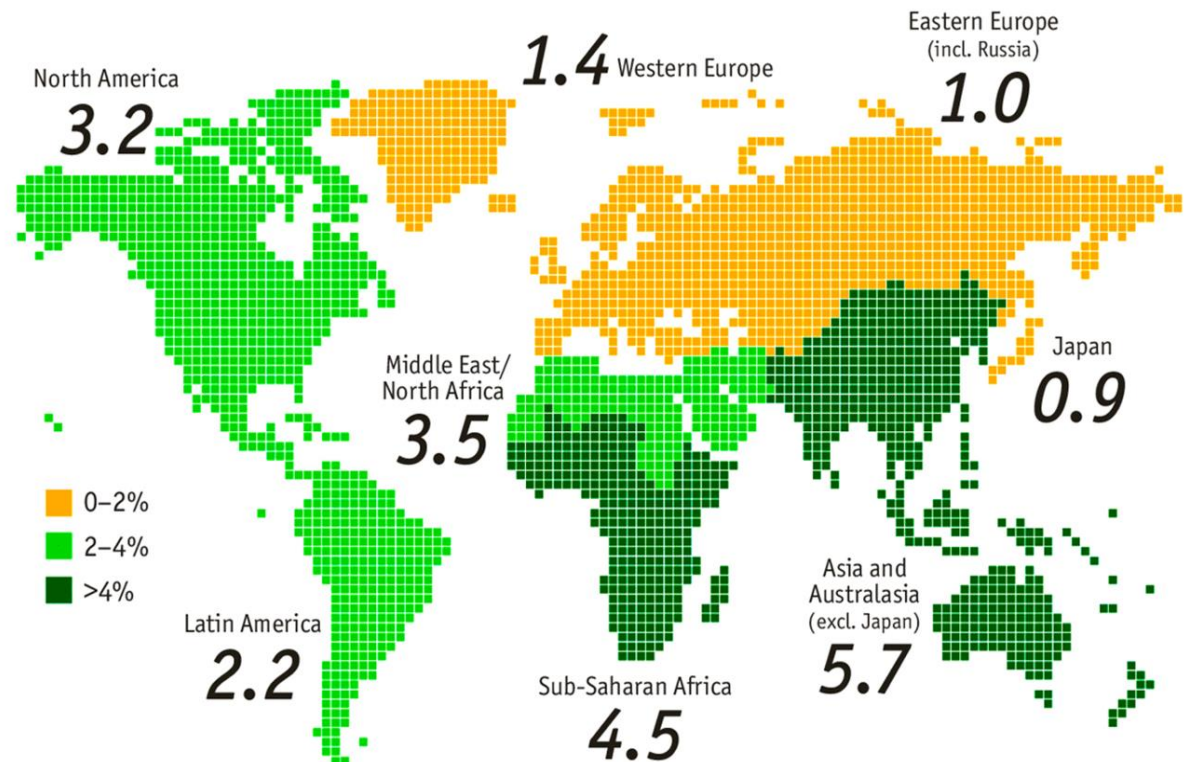 Eastern Europe
(incl. Russia)
1.0
1.4 Western Europe
North America
3.2
Middle East/
North Africa
3.5
Japan
0.9
0–2%
2–4%
>4%
Latin America
2.2
Asia and
Australasia
(excl. Japan)
5.7
Sub-Saharan Africa
4.5